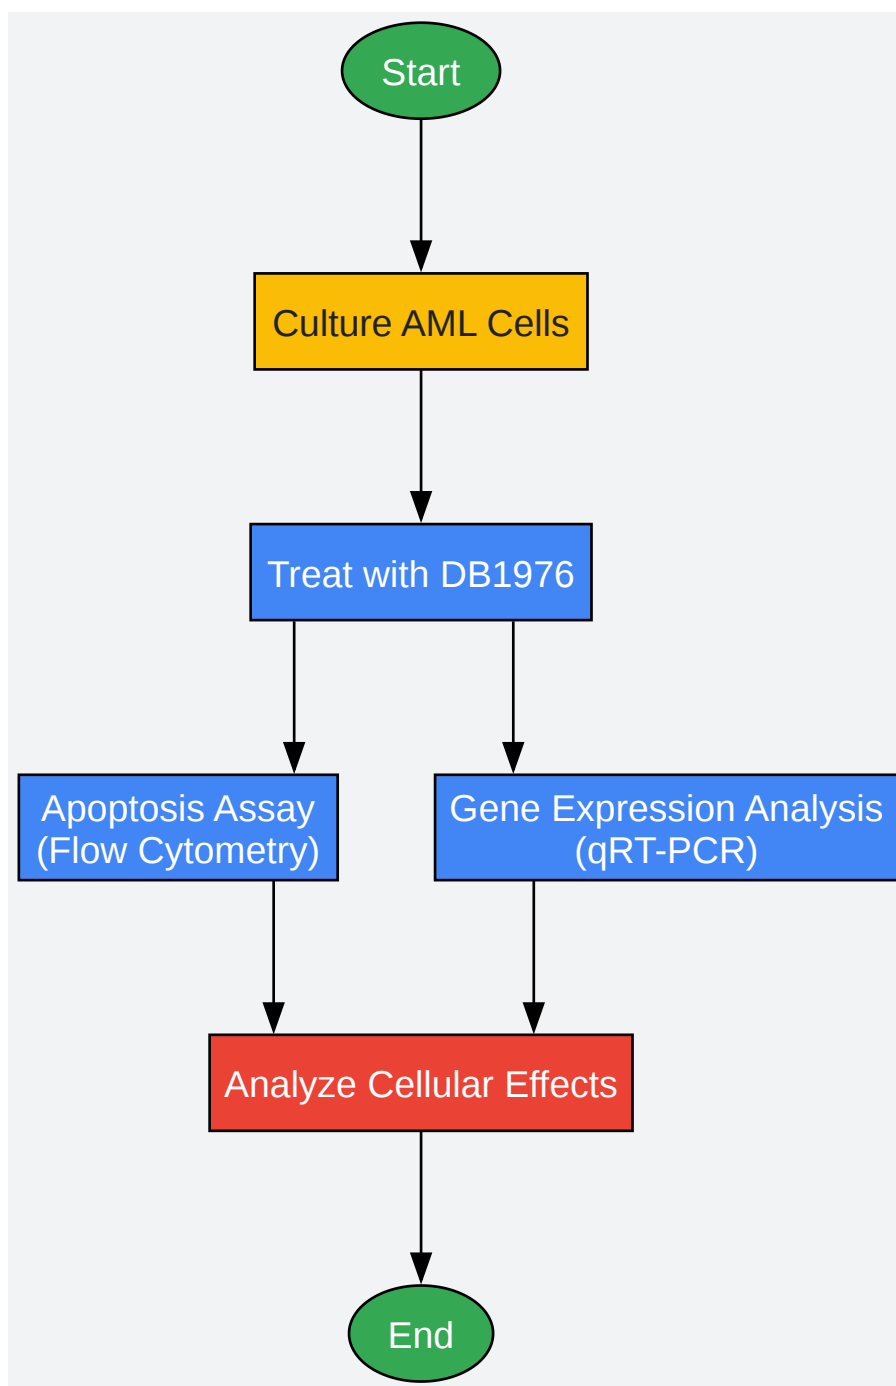 Start
Culture AML Cells
Treat with DB1976
Apoptosis Assay
(Flow Cytometry)
Gene Expression Analysis
(qRT-PCR)
Analyze Cellular Effects
End